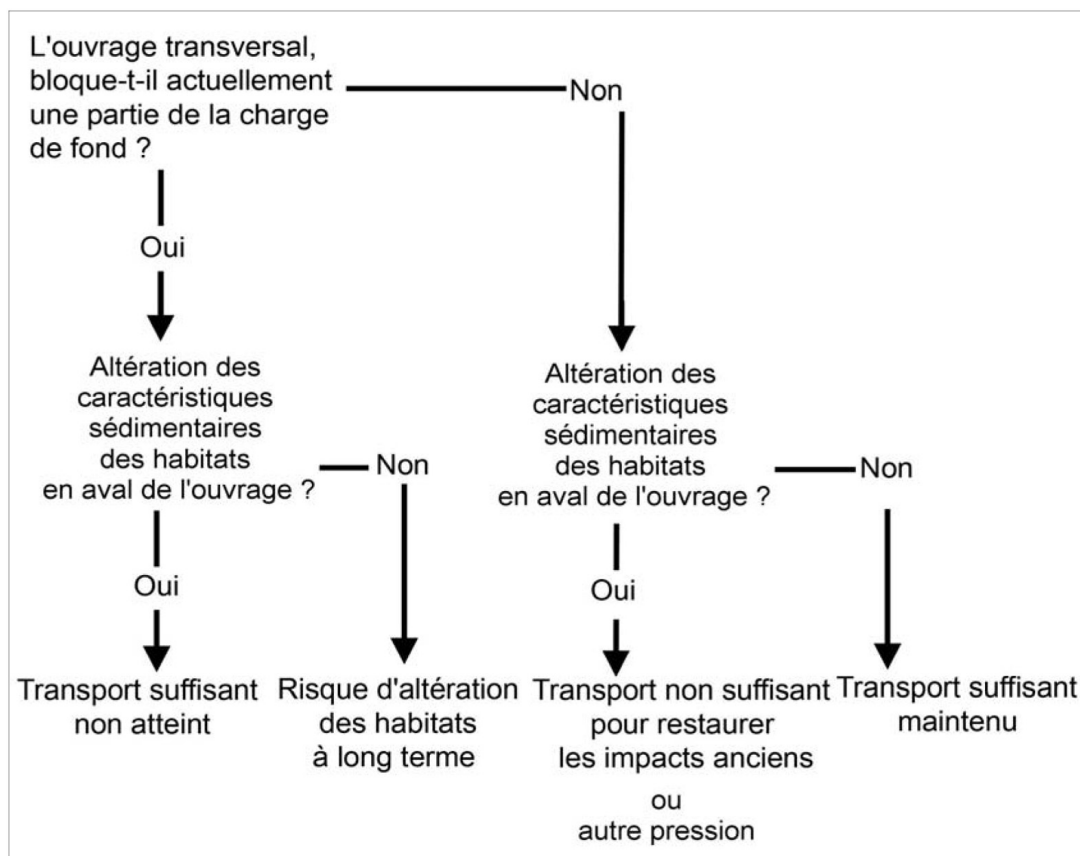 L'ouvrage transversal,
bloque-t-il actuellement
une partie de la charge
de fond ?
Non
Oui
Altération des
caractéristiques
sédimentaires
des habitats
en aval de l'ouvrage ?
Non
Oui
Altération des
caractéristiques
sédimentaires
des habitats
en aval de l'ouvrage ?
Non
Oui
Transport suffisant
non atteint
Risque d'altération
des habitats
à long terme
Transport non suffisant
pour restaurer
les impacts anciens
ou
autre pression
Transport suffisant
maintenu